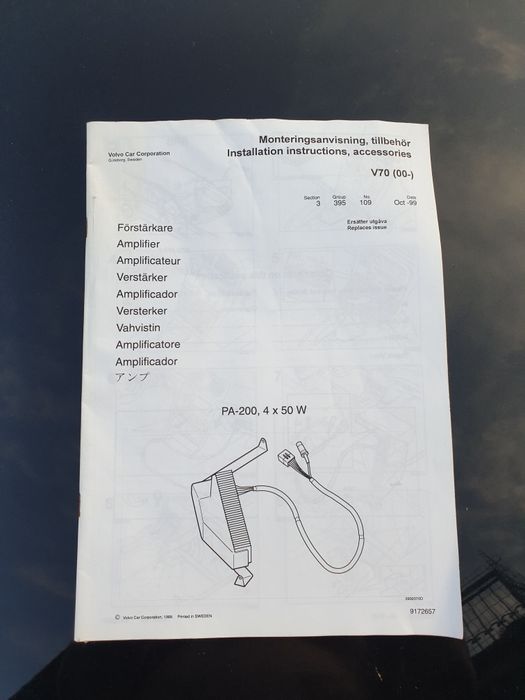 Volvo Car Corporation
Göteborg, Sweden
Monteringsanvisning, tillbehör
Installation instructions, accessories
V70 (00-)
Section Group No Date
3 395 109 Oct -99
Ersätter utgåva
Replaces issue
Förstärkare
Amplifier
Amplificateur
Verstärker
Amplificador
Versterker
Vahvistin
Amplificatore
Amplificador
アンプ
PA-200, 4 x 50 W
9172657
© Volvo Car Corporation, 1999. Printed in SWEDEN